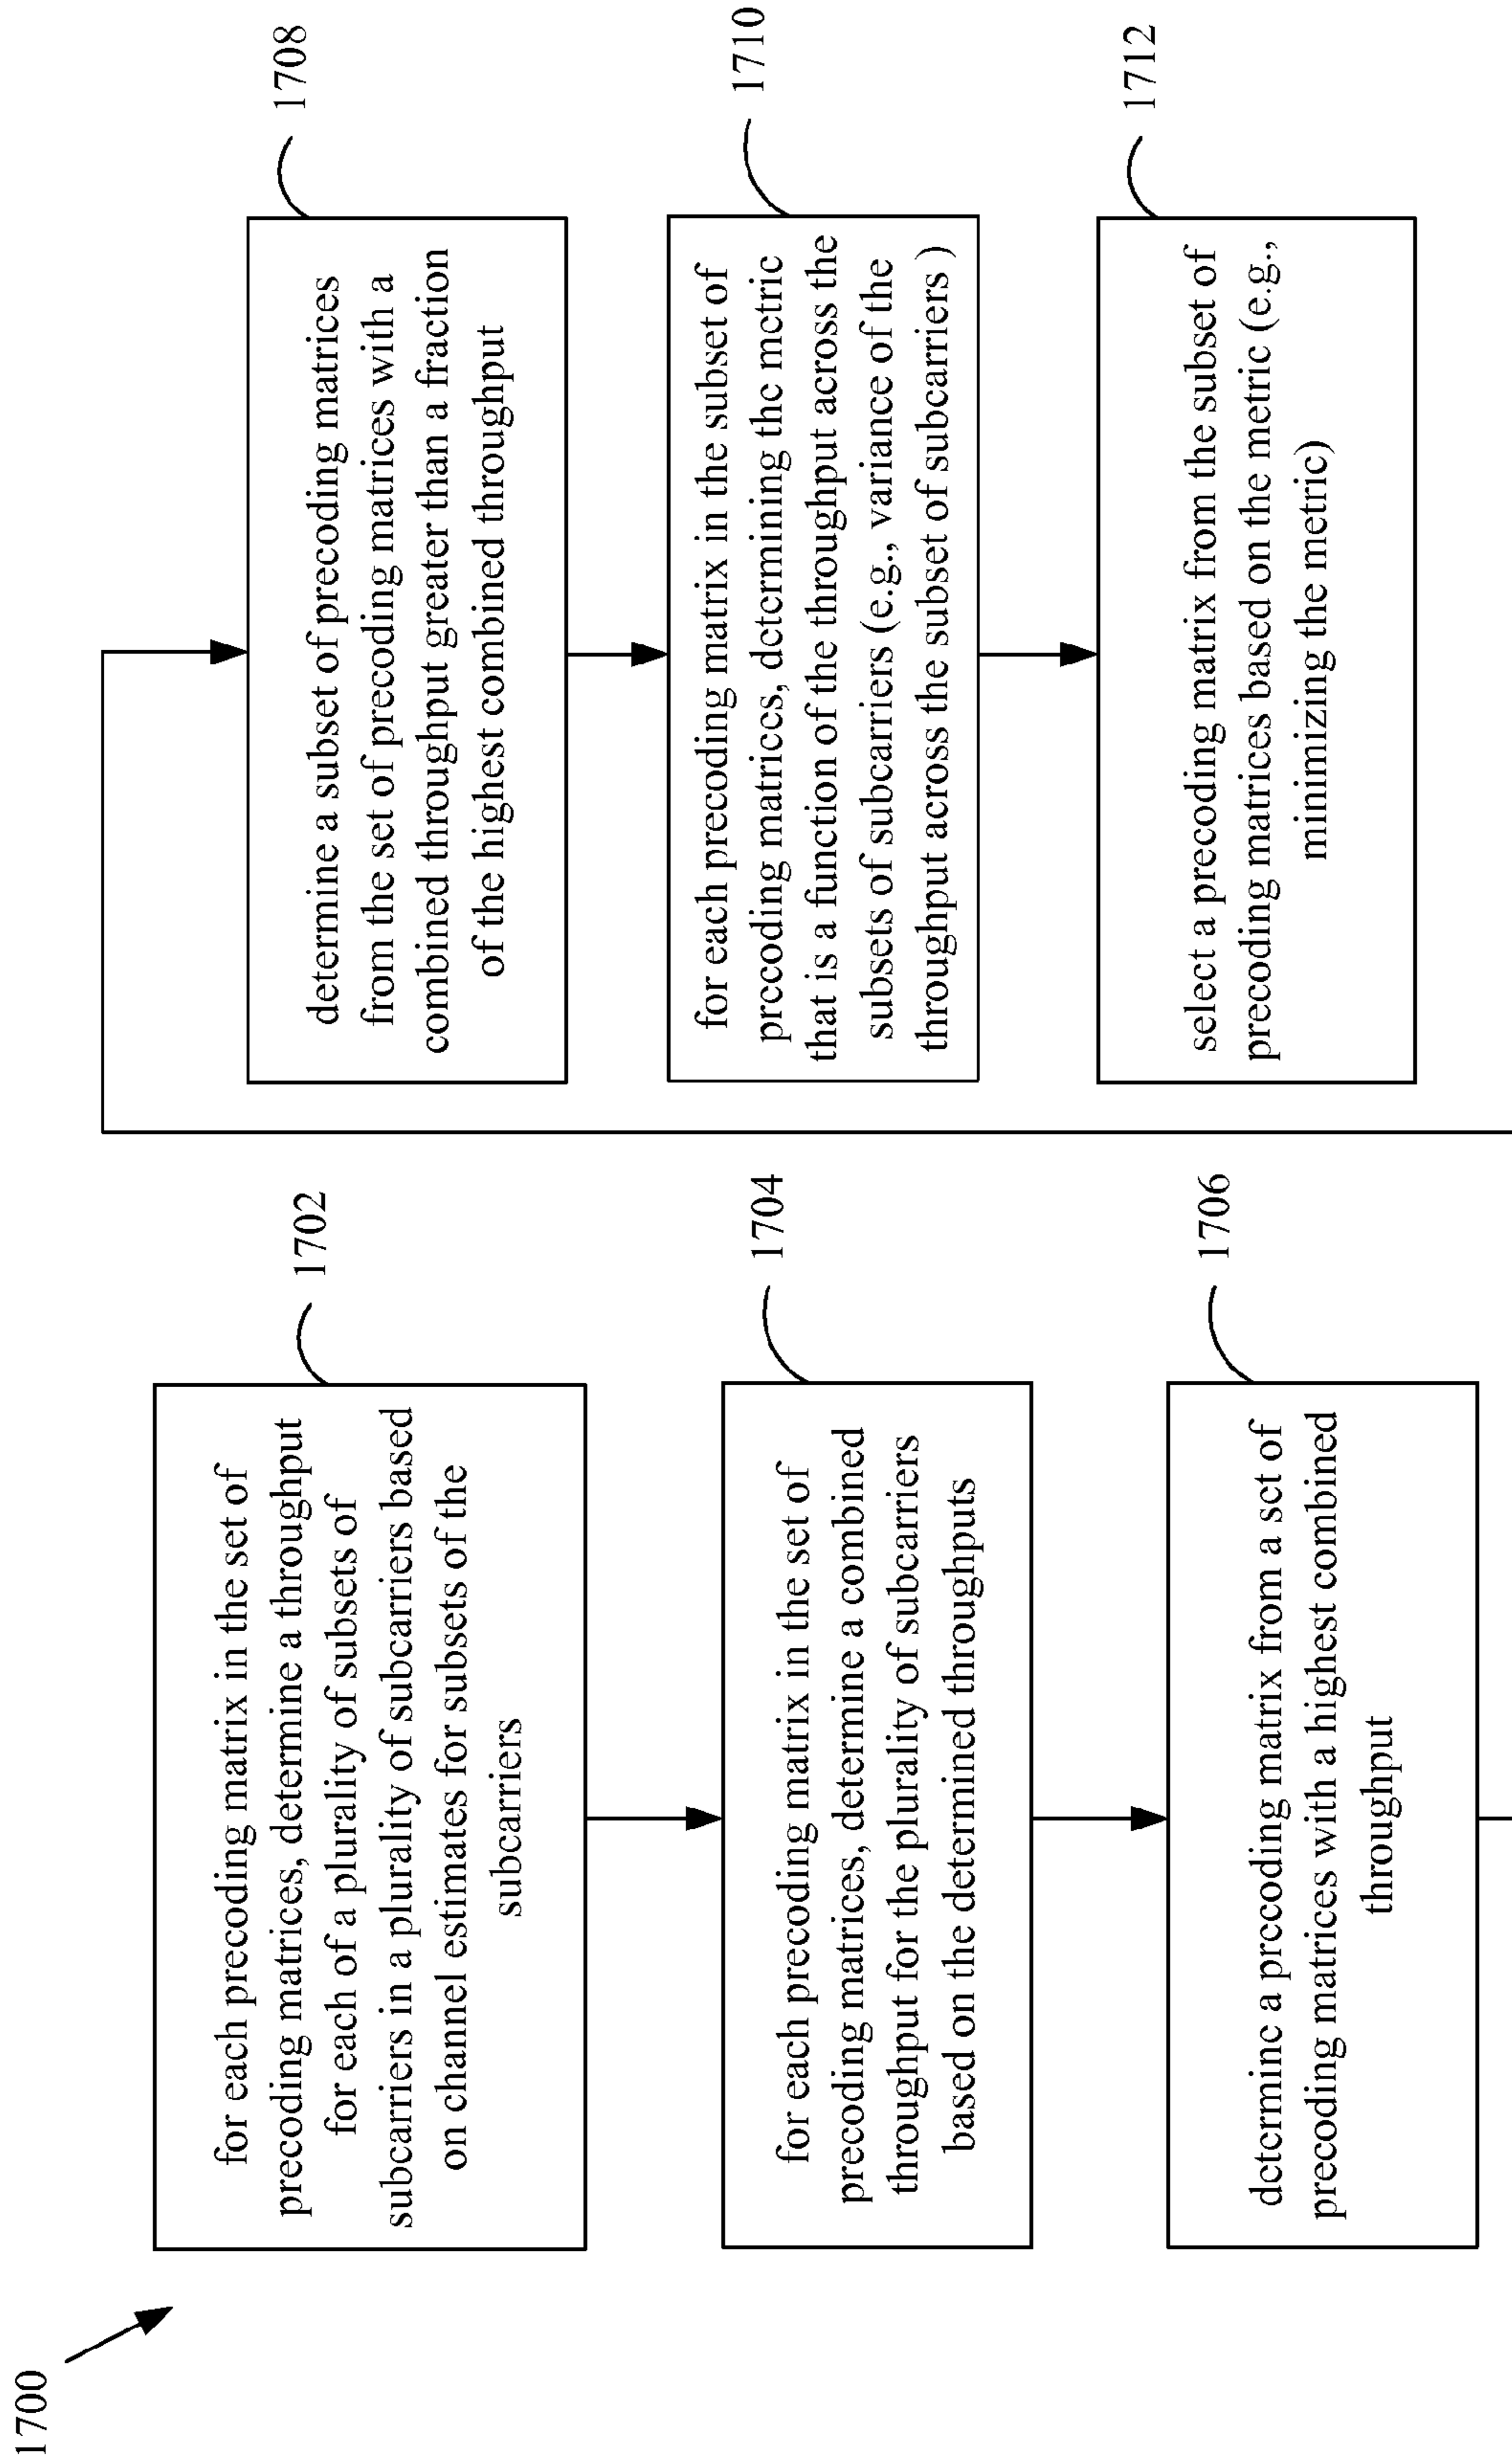 1700
1702
for each precoding matrix in the set of
precoding matrices, determine a throughput
for each of a plurality of subsets of
subcarriers in a plurality of subcarriers based
on channel estimates for subsets of the
subcarriers
1704
for each precoding matrix in the set of
precoding matrices, determine a combined
throughput for the plurality of subcarriers
based on the determined throughputs
1706
determine a precoding matrix from a set of
precoding matrices with a highest combined
throughput
1708
determine a subset of precoding matrices
from the set of precoding matrices with a
combined throughput greater than a fraction
of the highest combined throughput
1710
for each precoding matrix in the subset of
precoding matrices, determining the metric
that is a function of the throughput across the
subsets of subcarriers (e.g., variance of the
throughput across the subset of subcarriers )
1712
select a precoding matrix from the subset of
precoding matrices based on the metric (e.g.,
minimizing the metric)